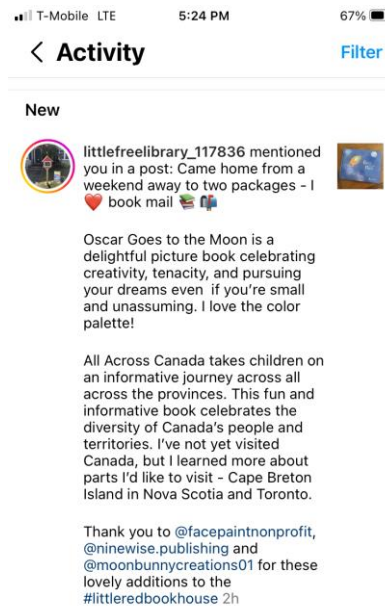 T-Mobile LTE 5:24 PM 67%
< Activity Filter
New
littlefreelibrary_117836 mentioned
you in a post: Came home from a
weekend away to two packages - I
❤️ book mail 📚📬
Oscar Goes to the Moon is a
delightful picture book celebrating
creativity, tenacity, and pursuing
your dreams even  if you're small
and unassuming. I love the color
palette!
All Across Canada takes children on
an informative journey across all
across the provinces. This fun and
informative book celebrates the
diversity of Canada's people and
territories. I've not yet visited
Canada, but I learned more about
parts I'd like to visit - Cape Breton
Island in Nova Scotia and Toronto.
Thank you to @facepaintnonprofit,
@ninewise.publishing and
@moonbunnycreations01 for these
lovely additions to the
#littleredbookhouse 2h